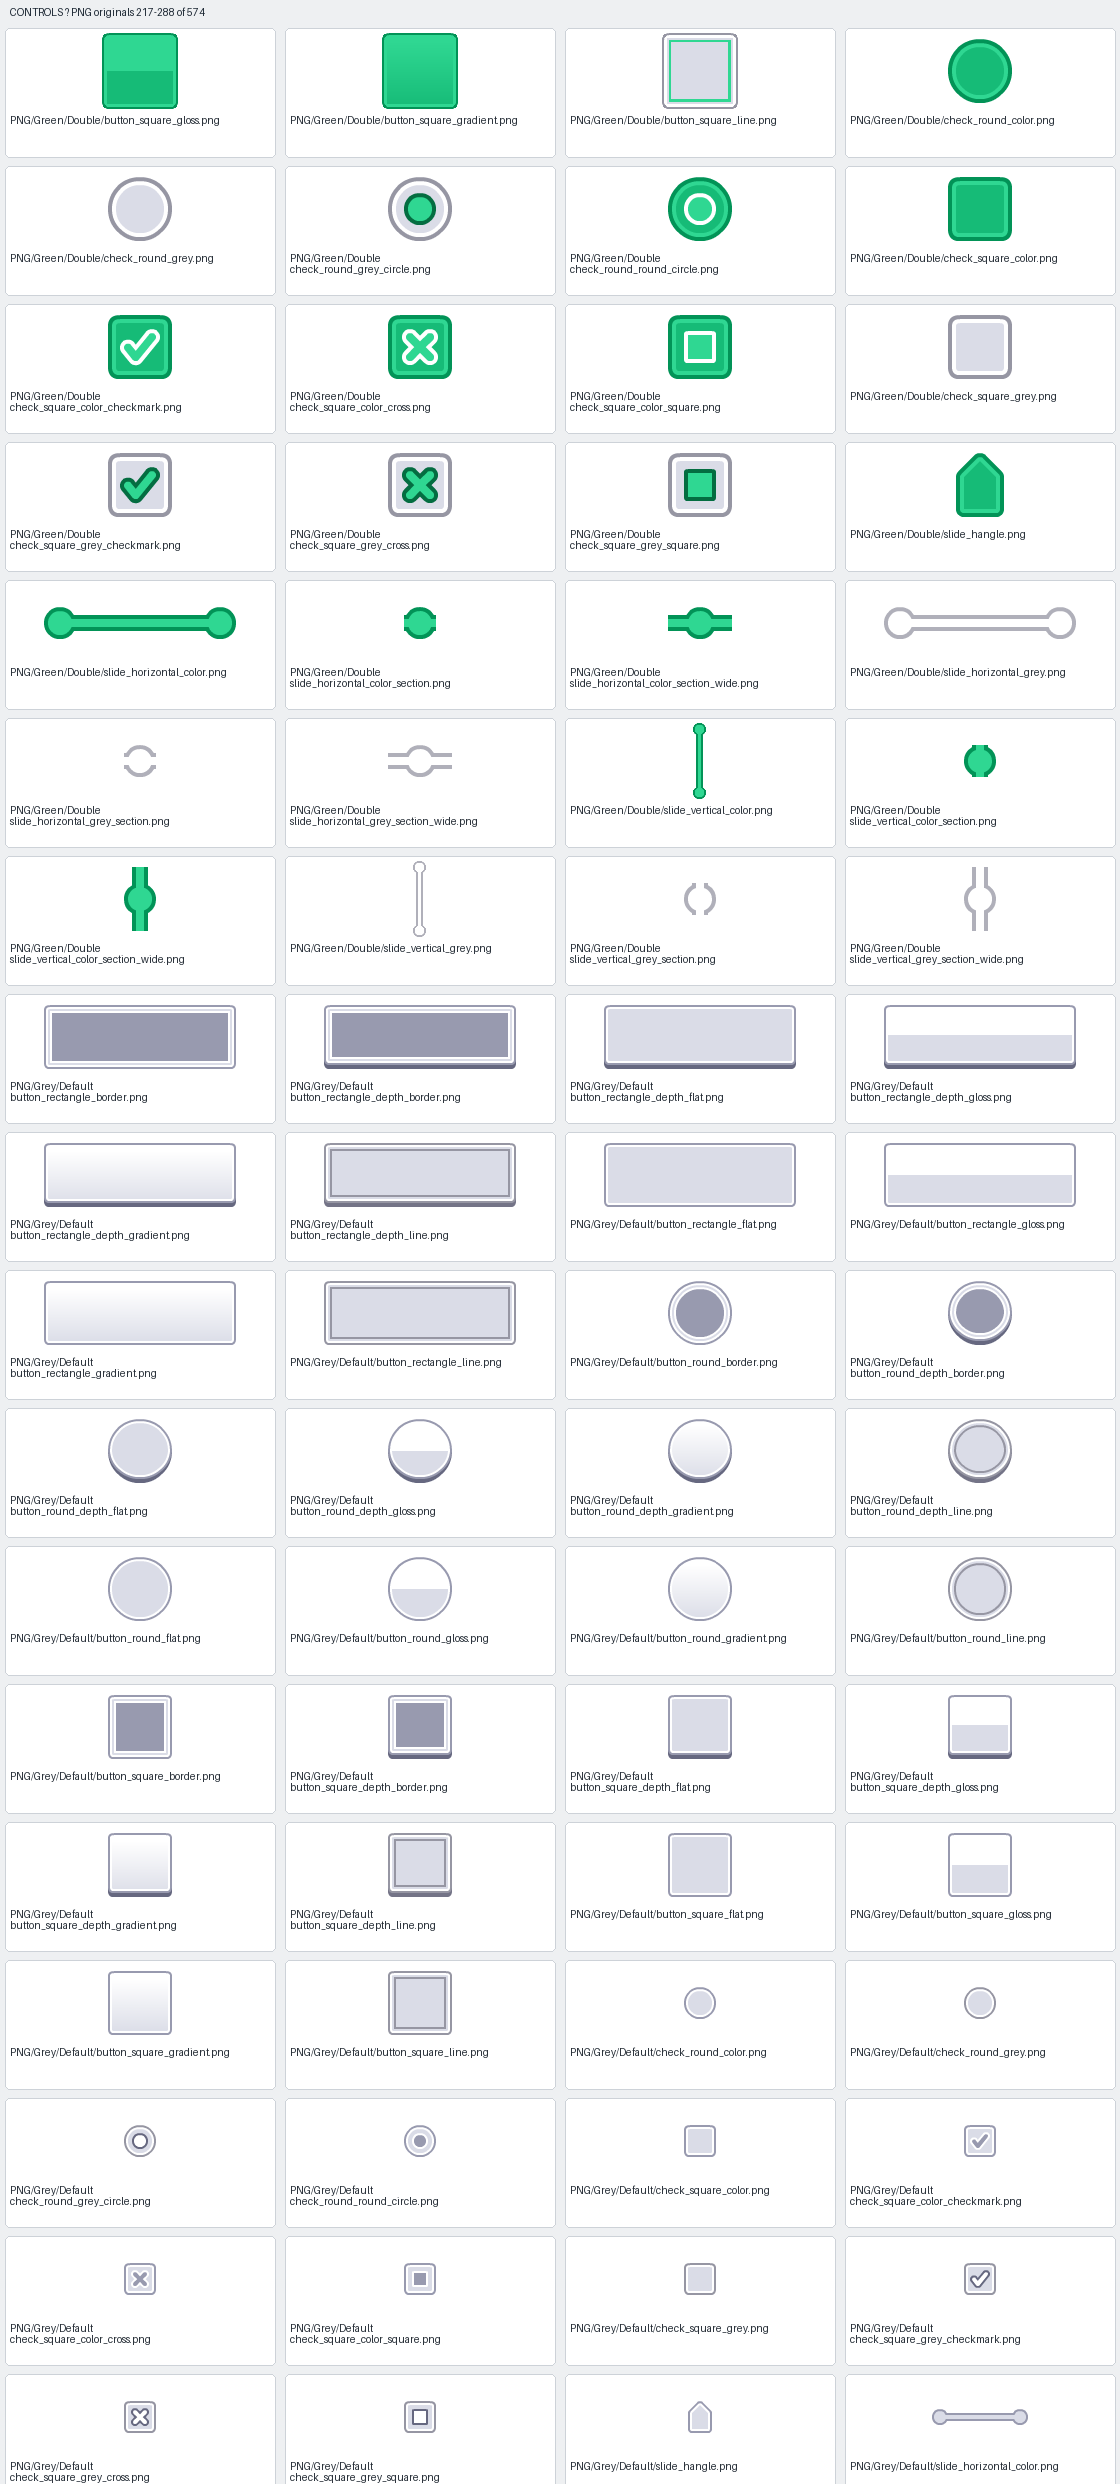 CONTROLS ? PNG originals 217-288 of 574
PNG/Green/Double/button_square_gloss.png
PNG/Green/Double/button_square_gradient.png
PNG/Green/Double/button_square_line.png
PNG/Green/Double/check_round_color.png
PNG/Green/Double/check_round_grey.png
PNG/Green/Double
check_round_grey_circle.png
PNG/Green/Double
check_round_round_circle.png
PNG/Green/Double/check_square_color.png
PNG/Green/Double
check_square_color_checkmark.png
PNG/Green/Double
check_square_color_cross.png
PNG/Green/Double
check_square_color_square.png
PNG/Green/Double/check_square_grey.png
PNG/Green/Double
check_square_grey_checkmark.png
PNG/Green/Double
check_square_grey_cross.png
PNG/Green/Double
check_square_grey_square.png
PNG/Green/Double/slide_hangle.png
PNG/Green/Double/slide_horizontal_color.png
PNG/Green/Double
slide_horizontal_color_section.png
PNG/Green/Double
slide_horizontal_color_section_wide.png
PNG/Green/Double/slide_horizontal_grey.png
PNG/Green/Double
slide_horizontal_grey_section.png
PNG/Green/Double
slide_horizontal_grey_section_wide.png
PNG/Green/Double/slide_vertical_color.png
PNG/Green/Double
slide_vertical_color_section.png
PNG/Green/Double
slide_vertical_color_section_wide.png
PNG/Green/Double/slide_vertical_grey.png
PNG/Green/Double
slide_vertical_grey_section.png
PNG/Green/Double
slide_vertical_grey_section_wide.png
PNG/Grey/Default
button_rectangle_border.png
PNG/Grey/Default
button_rectangle_depth_border.png
PNG/Grey/Default
button_rectangle_depth_flat.png
PNG/Grey/Default
button_rectangle_depth_gloss.png
PNG/Grey/Default
button_rectangle_depth_gradient.png
PNG/Grey/Default
button_rectangle_depth_line.png
PNG/Grey/Default/button_rectangle_flat.png
PNG/Grey/Default/button_rectangle_gloss.png
PNG/Grey/Default
button_rectangle_gradient.png
PNG/Grey/Default/button_rectangle_line.png
PNG/Grey/Default/button_round_border.png
PNG/Grey/Default
button_round_depth_border.png
PNG/Grey/Default
button_round_depth_flat.png
PNG/Grey/Default
button_round_depth_gloss.png
PNG/Grey/Default
button_round_depth_gradient.png
PNG/Grey/Default
button_round_depth_line.png
PNG/Grey/Default/button_round_flat.png
PNG/Grey/Default/button_round_gloss.png
PNG/Grey/Default/button_round_gradient.png
PNG/Grey/Default/button_round_line.png
PNG/Grey/Default/button_square_border.png
PNG/Grey/Default
button_square_depth_border.png
PNG/Grey/Default
button_square_depth_flat.png
PNG/Grey/Default
button_square_depth_gloss.png
PNG/Grey/Default
button_square_depth_gradient.png
PNG/Grey/Default
button_square_depth_line.png
PNG/Grey/Default/button_square_flat.png
PNG/Grey/Default/button_square_gloss.png
PNG/Grey/Default/button_square_gradient.png
PNG/Grey/Default/button_square_line.png
PNG/Grey/Default/check_round_color.png
PNG/Grey/Default/check_round_grey.png
PNG/Grey/Default
check_round_grey_circle.png
PNG/Grey/Default
check_round_round_circle.png
PNG/Grey/Default/check_square_color.png
PNG/Grey/Default
check_square_color_checkmark.png
PNG/Grey/Default
check_square_color_cross.png
PNG/Grey/Default
check_square_color_square.png
PNG/Grey/Default/check_square_grey.png
PNG/Grey/Default
check_square_grey_checkmark.png
PNG/Grey/Default
check_square_grey_cross.png
PNG/Grey/Default
check_square_grey_square.png
PNG/Grey/Default/slide_hangle.png
PNG/Grey/Default/slide_horizontal_color.png